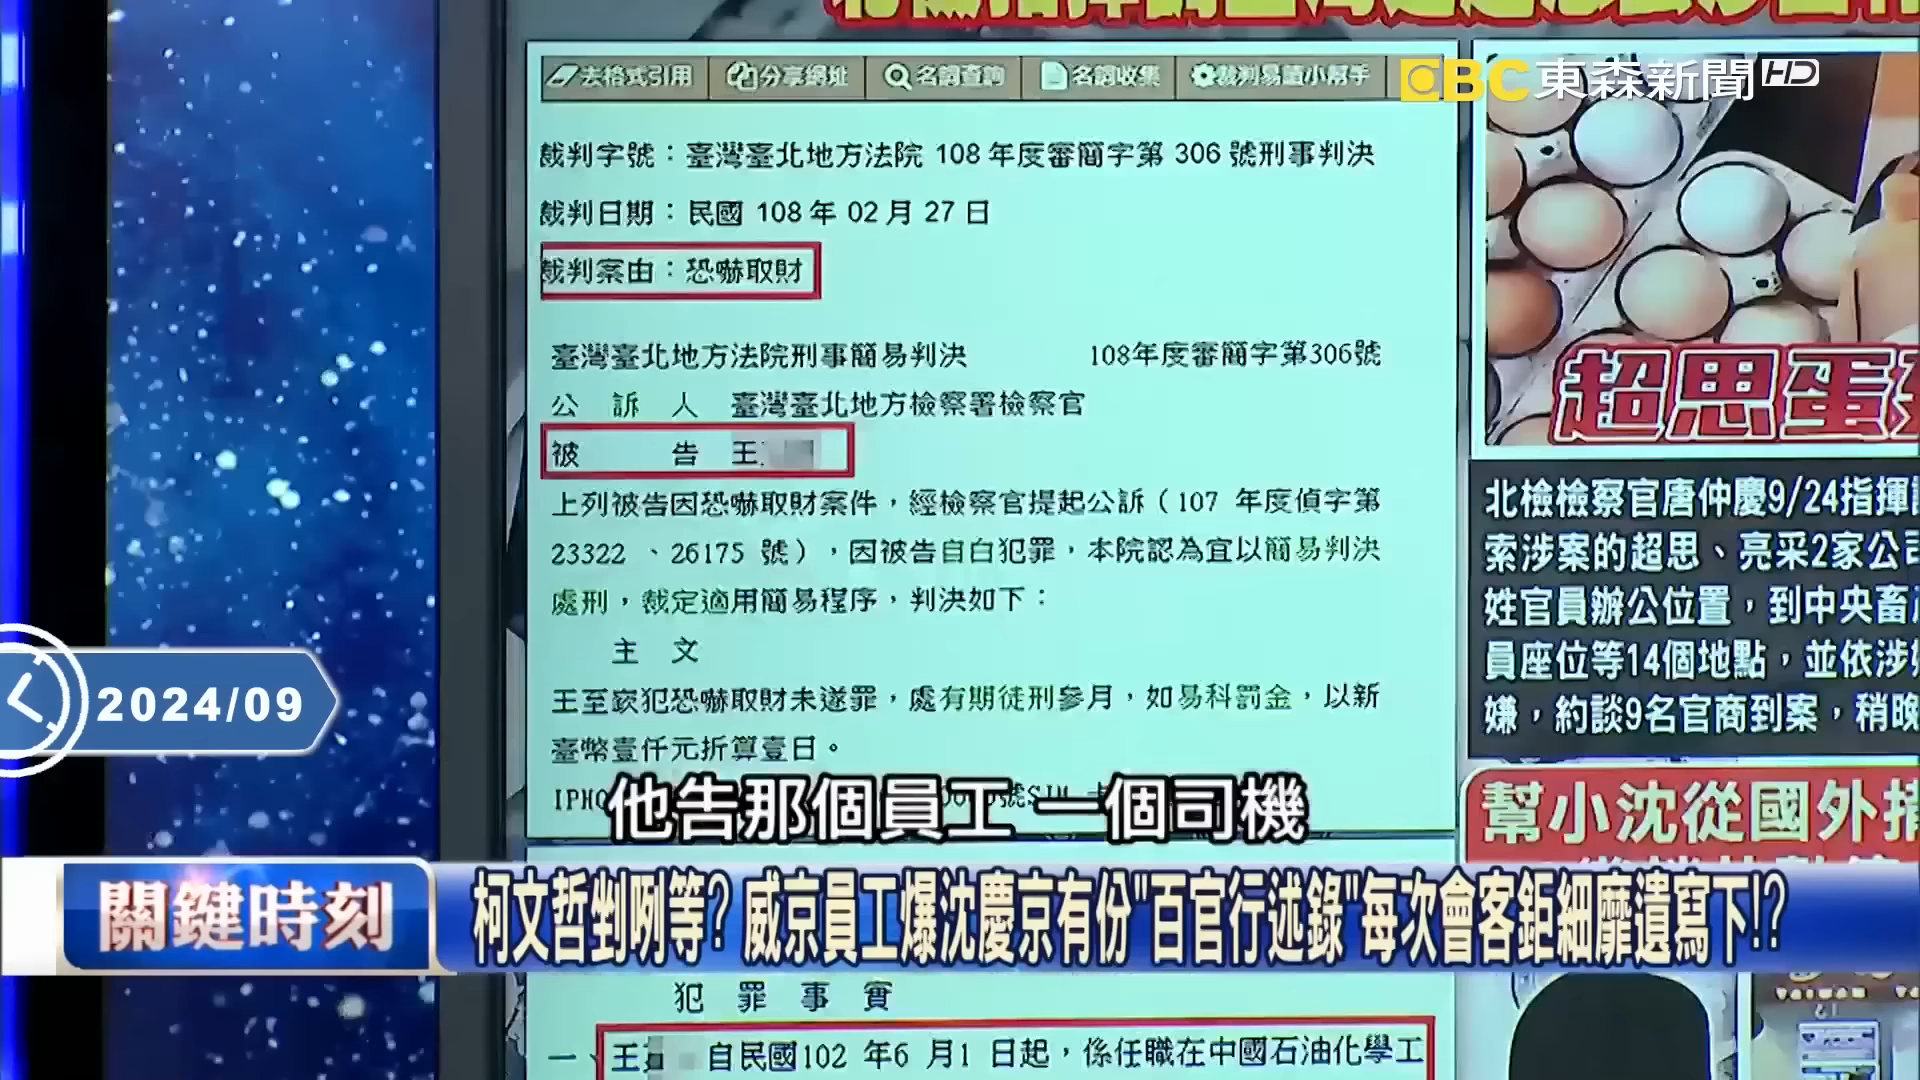 去格式引用 分享網址 名詞查詢 名詞收集 裁判易讀小幫手
EBC 東森新聞 HD
裁判字號：臺灣臺北地方法院 108 年度審簡字第 306 號刑事判決
裁判日期：民國 108 年 02 月 27 日
裁判案由：恐嚇取財
臺灣臺北地方法院刑事簡易判決 108年度審簡字第306號
公 訴 人 臺灣臺北地方檢察署檢察官
被 告 王
上列被告因恐嚇取財案件，經檢察官提起公訴（107 年度偵字第
23322 、26175 號），因被告自白犯罪，本院認為宜以簡易判決
處刑，裁定適用簡易程序，判決如下：
主 文
王至欽犯恐嚇取財未遂罪，處有期徒刑參月，如易科罰金，以新
臺幣壹仟元折算壹日。
超思蛋
北檢檢察官唐仲慶9/24指揮
索涉案的超思、亮采2家公司
姓官員辦公位置，到中央畜
員座位等14個地點，並依涉
嫌，約談9名官商到案，稍晚
幫小沈從國外
2024/09
他告那個員工 一個司機
關鍵時刻
柯文哲剉咧等？威京員工爆沈慶京有份"百官行述錄"每次會客鉅細靡遺寫下!?
犯 罪 事 實
一、王 自民國102 年6 月1 日起，係任職在中國石油化學工